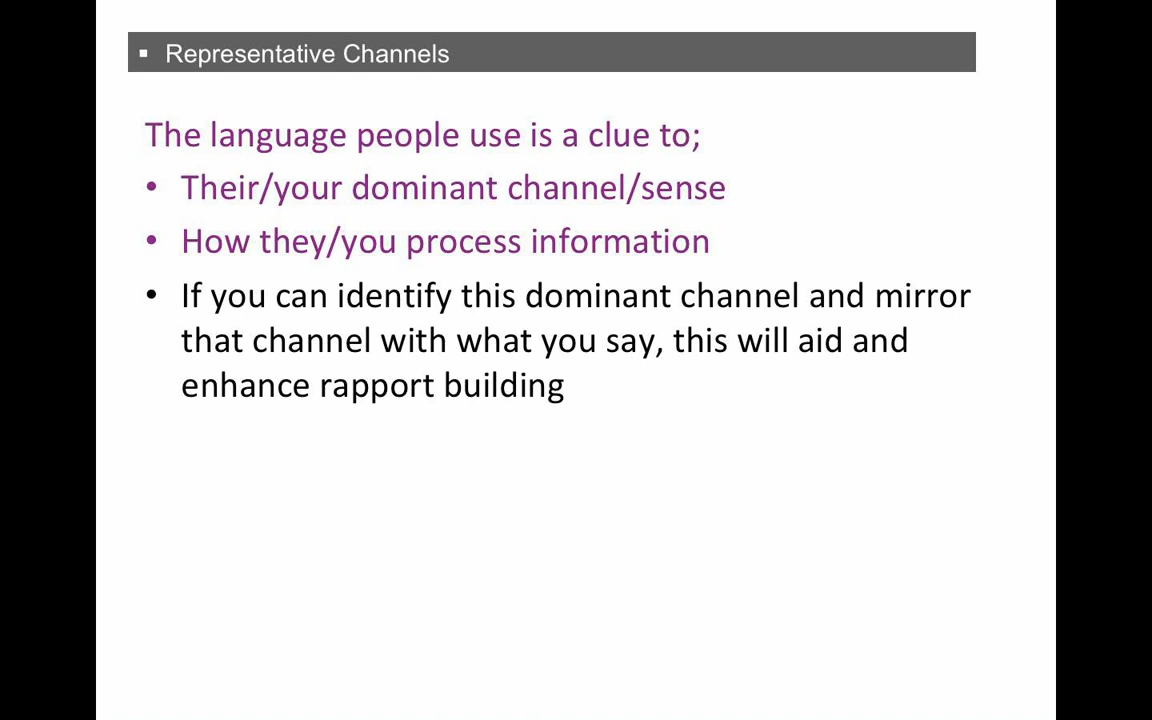 ▪ Representative Channels
The language people use is a clue to;
• Their/your dominant channel/sense
• How they/you process information
• If you can identify this dominant channel and mirror
that channel with what you say, this will aid and
enhance rapport building